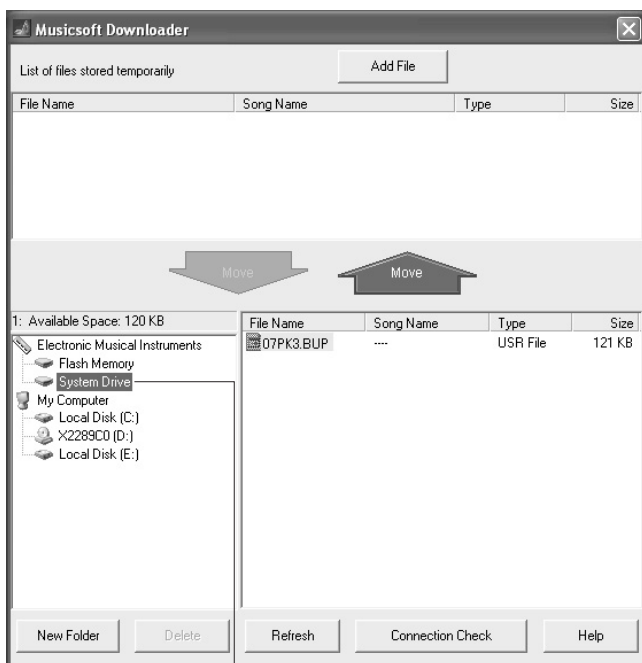 Musicsoft Downloader
List of files stored temporarily
Add File
File Name Song Name Type Size
Move Move
1: Available Space: 120 KB
Electronic Musical Instruments
Flash Memory
System Drive
My Computer
Local Disk (C:)
X2289C0 (D:)
Local Disk (E:)
File Name Song Name Type Size
07PK3.BUP ---- USR File 121 KB
New Folder Delete Refresh Connection Check Help